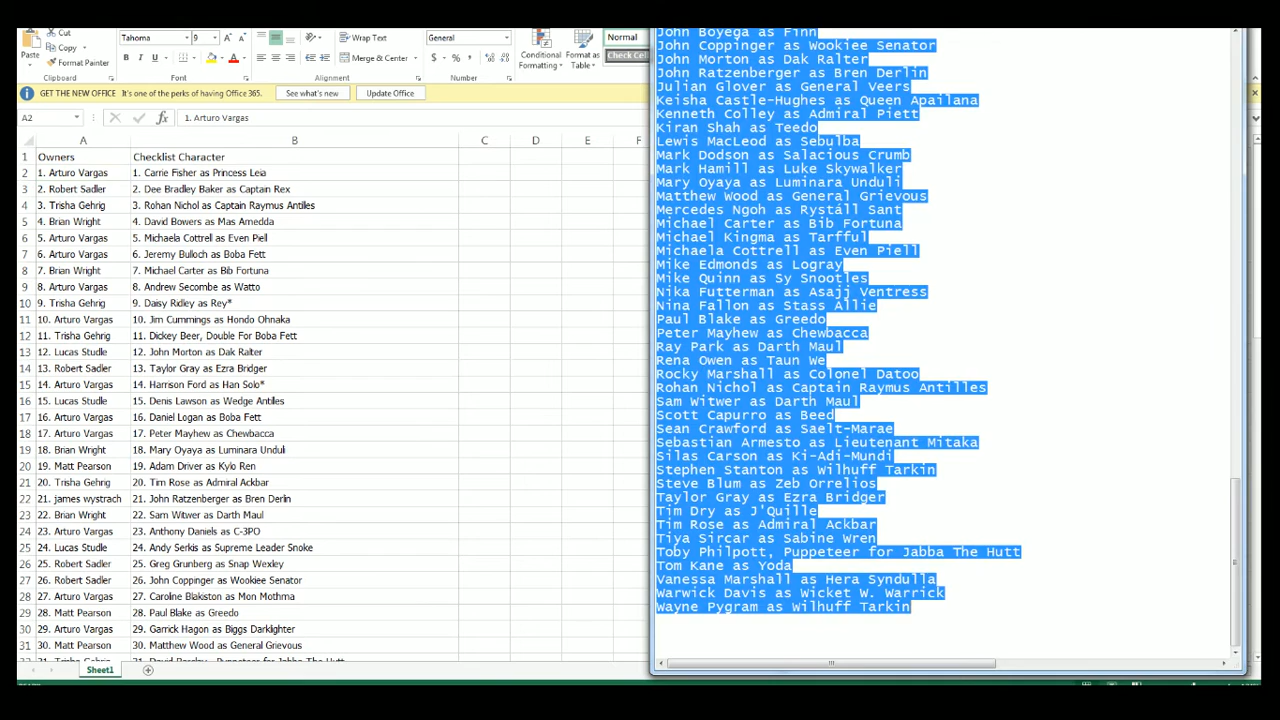 Cut
Tahoma
9
Wrap Text
General
Normal
Paste
Copy
Conditional
Format as
Check Cell
Format Painter
B I U
Merge & Center
$ % ,
Formatting
Table
Clipboard
Font
Alignment
Number
GET THE NEW OFFICE It's one of the perks of having Office 365.
See what's new
Update Office
A2
fx
1. Arturo Vargas
A B C D E F
1 Owners Checklist Character
2 1. Arturo Vargas 1. Carrie Fisher as Princess Leia
3 2. Robert Sadler 2. Dee Bradley Baker as Captain Rex
4 3. Trisha Gehrig 3. Rohan Nichol as Captain Raymus Antilles
5 4. Brian Wright 4. David Bowers as Mas Amedda
6 5. Arturo Vargas 5. Michaela Cottrell as Even Piell
7 6. Arturo Vargas 6. Jeremy Bulloch as Boba Fett
8 7. Brian Wright 7. Michael Carter as Bib Fortuna
9 8. Arturo Vargas 8. Andrew Secombe as Watto
10 9. Trisha Gehrig 9. Daisy Ridley as Rey*
11 10. Arturo Vargas 10. Jim Cummings as Hondo Ohnaka
12 11. Trisha Gehrig 11. Dickey Beer, Double For Boba Fett
13 12. Lucas Studle 12. John Morton as Dak Ralter
14 13. Robert Sadler 13. Taylor Gray as Ezra Bridger
15 14. Arturo Vargas 14. Harrison Ford as Han Solo*
16 15. Lucas Studle 15. Denis Lawson as Wedge Antilles
17 16. Arturo Vargas 16. Daniel Logan as Boba Fett
18 17. Arturo Vargas 17. Peter Mayhew as Chewbacca
19 18. Brian Wright 18. Mary Oyaya as Luminara Unduli
20 19. Matt Pearson 19. Adam Driver as Kylo Ren
21 20. Trisha Gehrig 20. Tim Rose as Admiral Ackbar
22 21. james wystrach 21. John Ratzenberger as Bren Derlin
23 22. Brian Wright 22. Sam Witwer as Darth Maul
24 23. Arturo Vargas 23. Anthony Daniels as C-3PO
25 24. Lucas Studle 24. Andy Serkis as Supreme Leader Snoke
26 25. Robert Sadler 25. Greg Grunberg as Snap Wexley
27 26. Robert Sadler 26. John Coppinger as Wookiee Senator
28 27. Arturo Vargas 27. Caroline Blakiston as Mon Mothma
29 28. Matt Pearson 28. Paul Blake as Greedo
30 29. Arturo Vargas 29. Garrick Hagon as Biggs Darklighter
31 30. Matt Pearson 30. Matthew Wood as General Grievous
31. Trisha Gehrig 31. David Barclay - Puppeteer for Jabba The Hutt
Sheet1
John Boyega as Finn
John Coppinger as Wookiee Senator
John Morton as Dak Ralter
John Ratzenberger as Bren Derlin
Julian Glover as General Veers
Keisha Castle-Hughes as Queen Apailana
Kenneth Colley as Admiral Piett
Kiran Shah as Teedo
Lewis MacLeod as Sebulba
Mark Dodson as Salacious Crumb
Mark Hamill as Luke Skywalker
Mary Oyaya as Luminara Unduli
Matthew Wood as General Grievous
Mercedes Ngoh as Rystáll Sant
Michael Carter as Bib Fortuna
Michael Kingma as Tarfful
Michaela Cottrell as Even Piell
Mike Edmonds as Logray
Mike Quinn as Sy Snootles
Nika Futterman as Asajj Ventress
Nina Fallon as Stass Allie
Paul Blake as Greedo
Peter Mayhew as Chewbacca
Ray Park as Darth Maul
Rena Owen as Taun We
Rocky Marshall as Colonel Datoo
Rohan Nichol as Captain Raymus Antilles
Sam Witwer as Darth Maul
Scott Capurro as Beed
Sean Crawford as Saelt-Marae
Sebastian Armesto as Lieutenant Mitaka
Silas Carson as Ki-Adi-Mundi
Stephen Stanton as Wilhuff Tarkin
Steve Blum as Zeb Orrelios
Taylor Gray as Ezra Bridger
Tim Dry as J'Quille
Tim Rose as Admiral Ackbar
Tiya Sircar as Sabine Wren
Toby Philpott, Puppeteer for Jabba The Hutt
Tom Kane as Yoda
Vanessa Marshall as Hera Syndulla
Warwick Davis as Wicket W. Warrick
Wayne Pygram as Wilhuff Tarkin